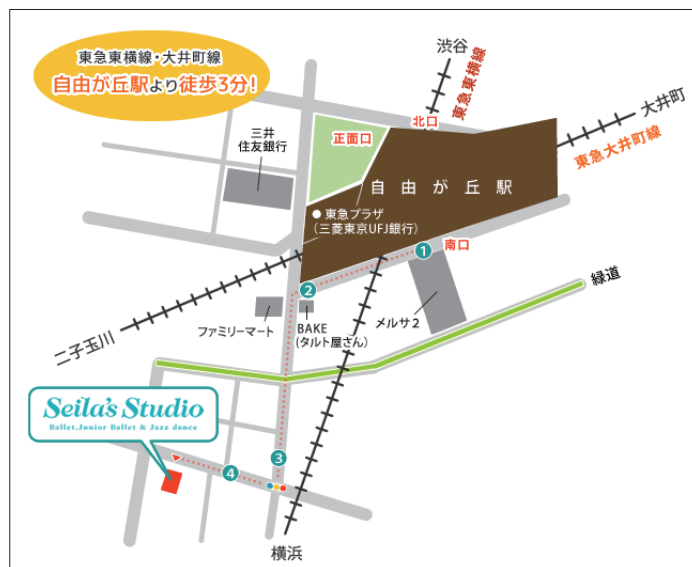 東急東横線・大井町線
自由が丘駅より徒歩3分!
渋谷
東急東横線
北口
大井町
東急大井町線
正面口
三井
住友銀行
自由が丘駅
東急プラザ
(三菱東京UFJ銀行)
1
南口
2
メルサ2
緑道
ファミリーマート
BAKE
(タルト屋さん)
二子玉川
Seila's Studio
Ballet,Junior Ballet & Jazz dance
3
4
横浜